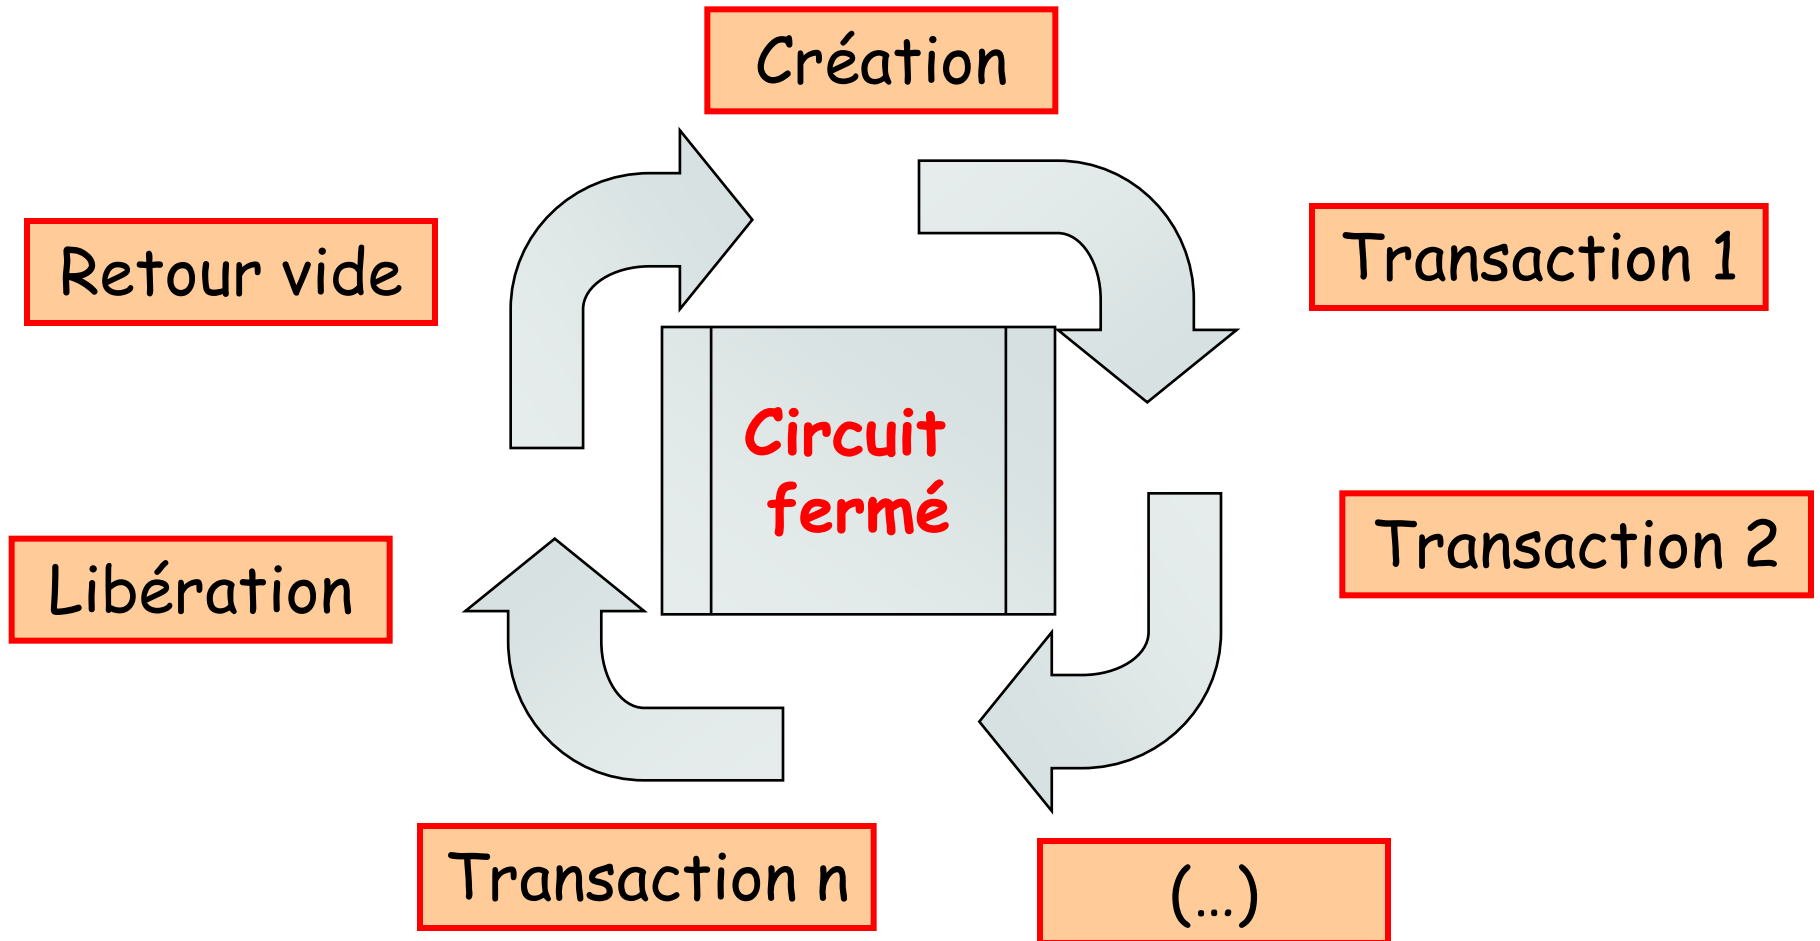 Création
Transaction 1
Retour vide
Circuit
fermé
Transaction 2
Libération
Transaction n
(...)